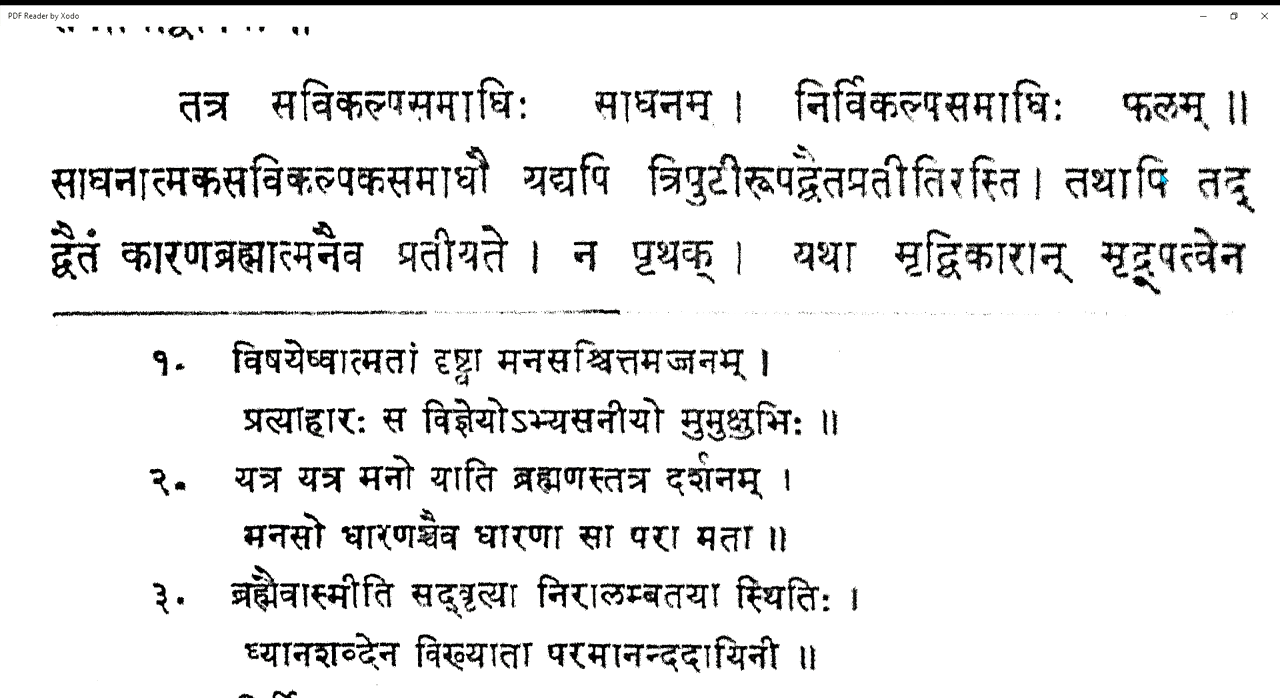 PDF Reader by Xodo
तत्र सविकल्पसमाधिः साधनम् । निर्विकल्पसमाधिः फलम् ॥
साधनात्मकसविकल्पकसमाधौ यद्यपि त्रिपुटीरूपद्वैतप्रतीतिरस्ति। तथापि तद्
द्वैतं कारणब्रह्मात्मनैव प्रतीयते । न पृथक् । यथा मृद्विकारान् मृद्रूपत्वेन
१. विषयेष्वात्मतां दृष्ट्वा मनसश्चित्तमज्जनम् ।
प्रत्याहारः स विज्ञेयोऽभ्यसनीयो मुमुक्षुभिः ॥
२. यत्र यत्र मनो याति ब्रह्मणस्तत्र दर्शनम् ।
मनसो धारणञ्चैव धारणा सा परा मता ॥
३. ब्रह्मैवास्मीति सद्वृत्या निरालम्बतया स्थितिः ।
ध्यानशब्देन विख्याता परमानन्ददायिनी ॥